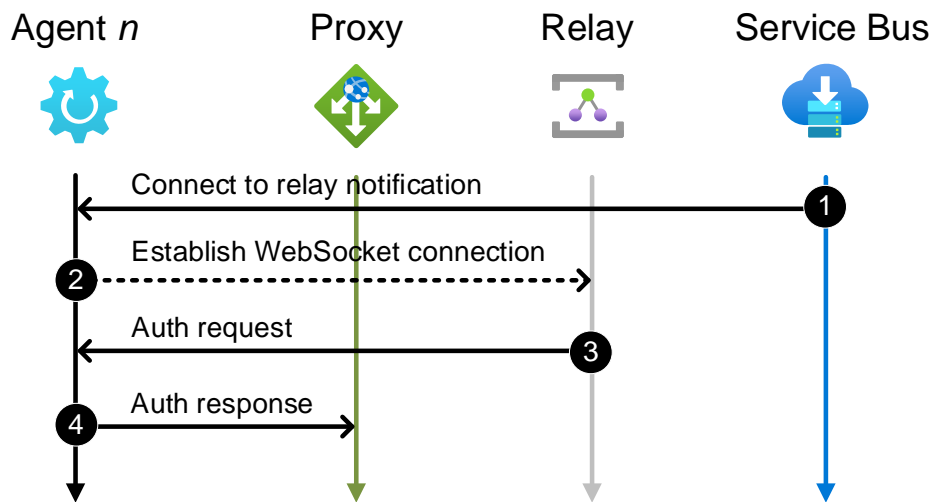 Agent n
Proxy
Relay
Service Bus
Connect to relay notification
1
Establish WebSocket connection
2
Auth request
3
Auth response
4